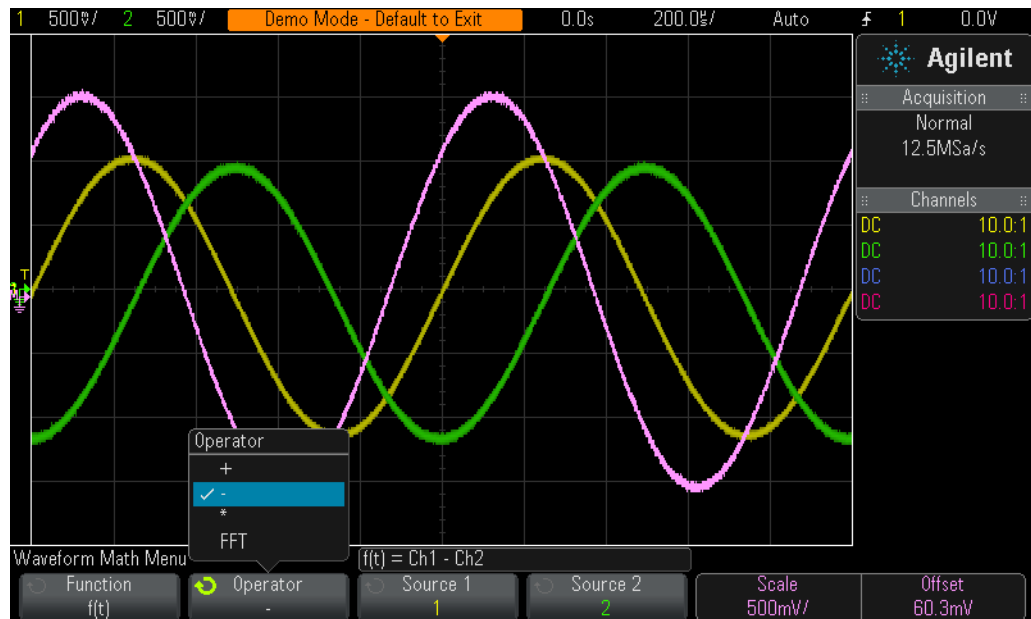 1 500mV/ 2 500mV/ Demo Mode - Default to Exit 0.0s 200.0µs/ Auto 1 0.0V
Agilent
Acquisition
Normal
12.5MSa/s
Channels
DC 10.0:1
DC 10.0:1
DC 10.0:1
DC 10.0:1
T
Operator
+
-
*
FFT
Waveform Math Menu f(t) = Ch1 - Ch2
Function Operator Source 1 Source 2 Scale Offset
f(t) - 1 2 500mV/ 60.3mV